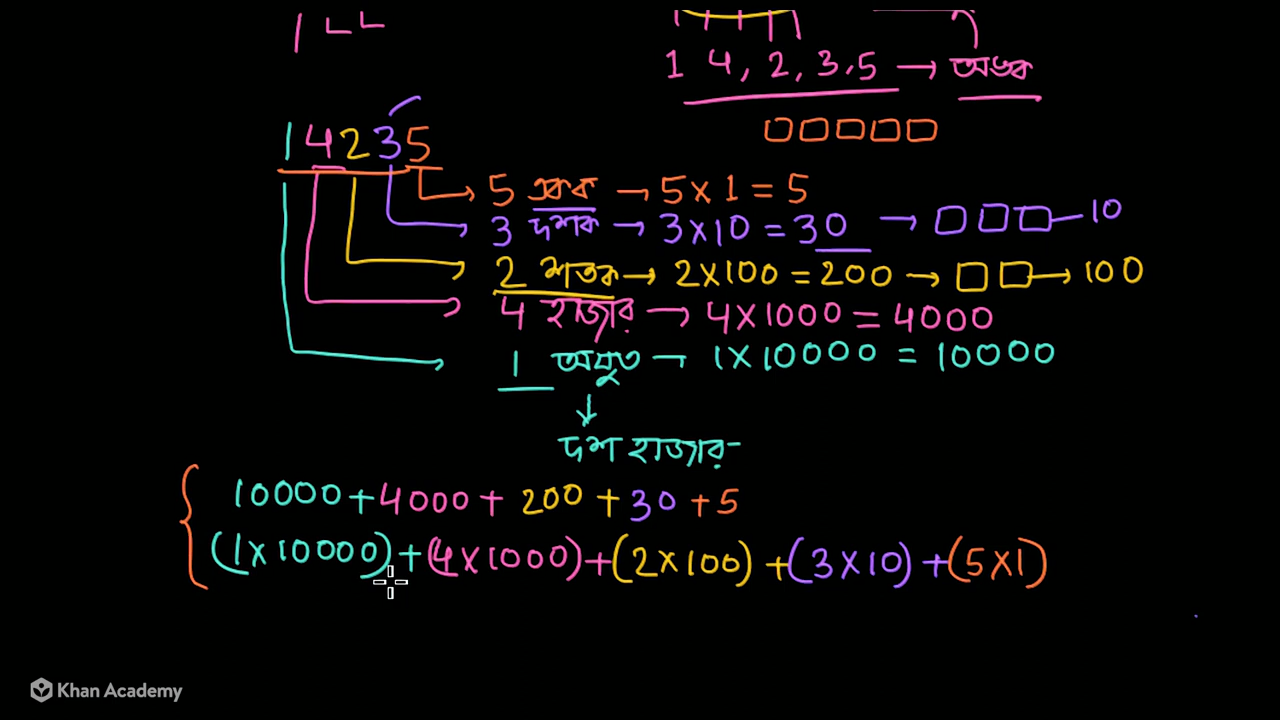 1 4, 2, 3, 5 → অঙ্ক
14235
5 একক → 5 × 1 = 5
3 দশক → 3×10 = 30 → 10
2 শতক → 2×100 = 200 → 100
4 হাজার → 4×1000 = 4000
1 অযুত → 1×10000 = 10000
↓
দশ হাজার
10000+4000+200+30+5
(1×10000)+(4×1000)+(2×100)+(3×10)+(5×1)
Khan Academy